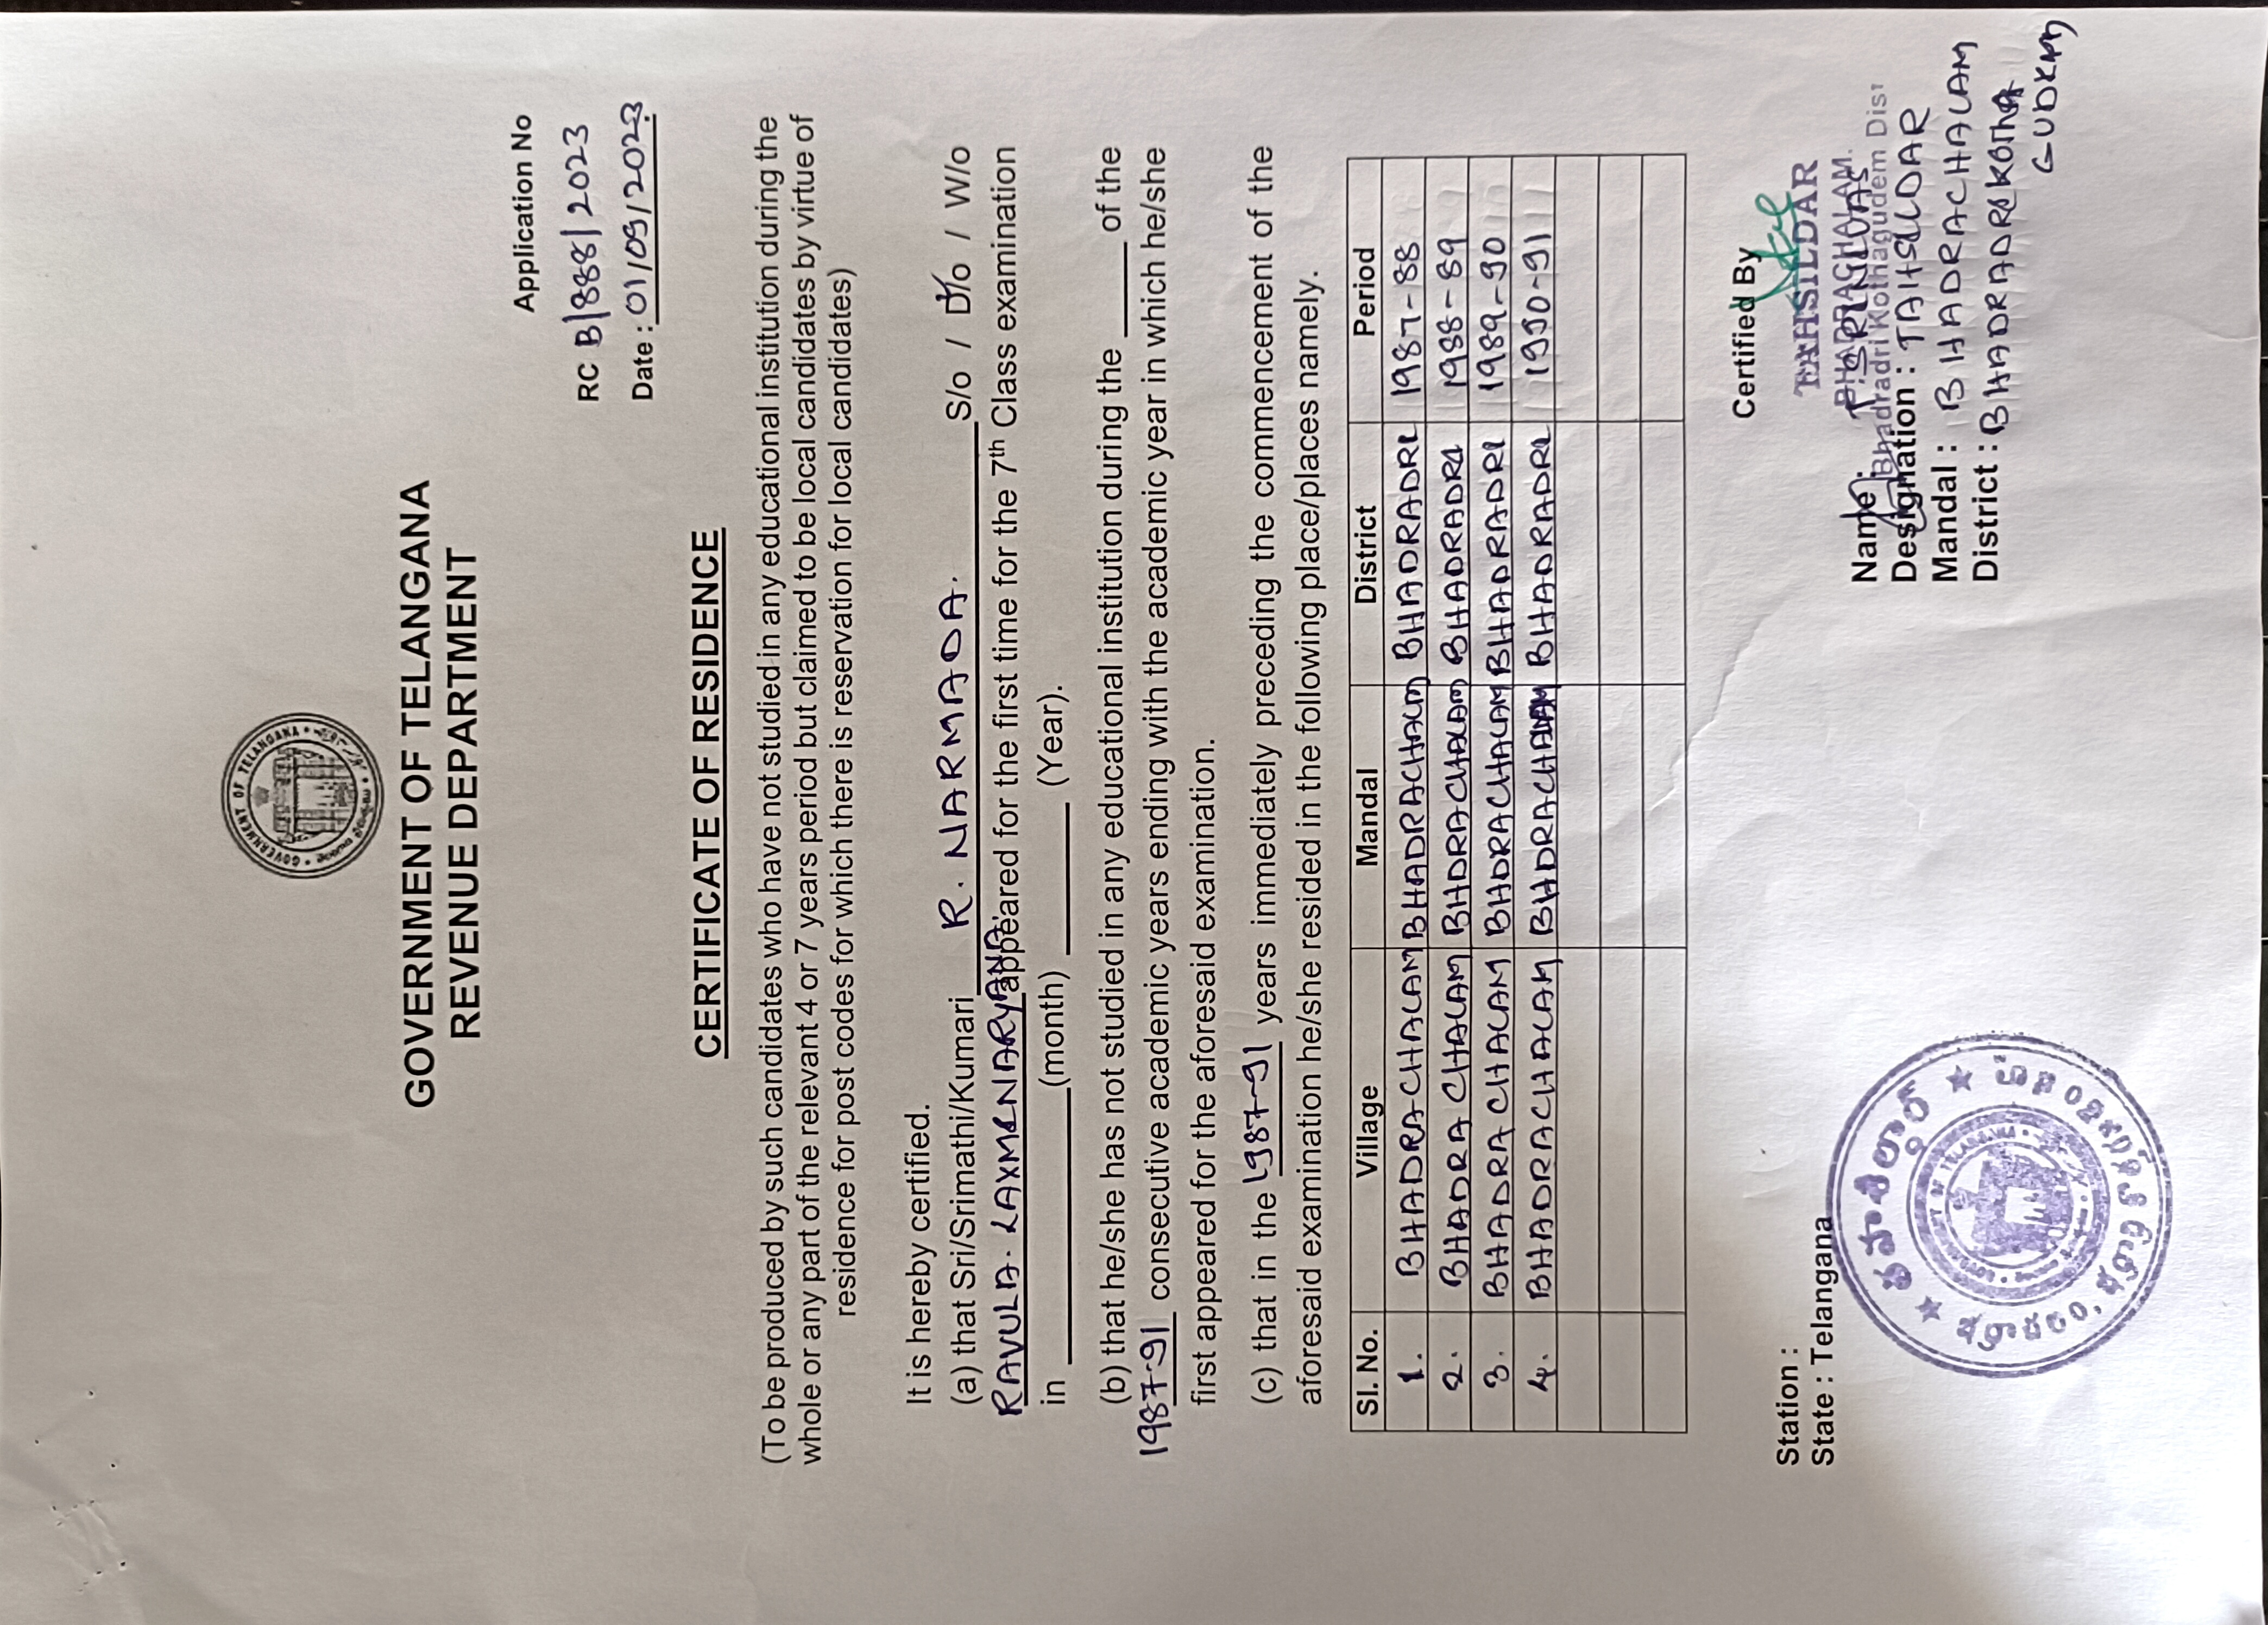 GOVERNMENT OF TELANGANA
GOVERNMENT OF TELANGANA
REVENUE DEPARTMENT
Application No
RC B/888/2023
Date : 01/09/2023
CERTIFICATE OF RESIDENCE
(To be produced by such candidates who have not studied in any educational institution during the
whole or any part of the relevant 4 or 7 years period but claimed to be local candidates by virtue of
residence for post codes for which there is reservation for local candidates)
It is hereby certified.
(a) that Sri/Srimathi/Kumari R. NARMADA. S/o / D/o / W/o
RAVULA. LAXMINARYANA. appeared for the first time for the 7th Class examination
in (month) (Year).
(b) that he/she has not studied in any educational institution during the of the
1987-91 consecutive academic years ending with the academic year in which he/she
first appeared for the aforesaid examination.
(c) that in the 1987-91 years immediately preceding the commencement of the
aforesaid examination he/she resided in the following place/places namely.
Sl. No. Village Mandal District Period
1. BHADRACHALAM BHADRACHALM BHADRADRI 1987-88
2. BHADRACHALAM BHDRACHALAM BHADRADRI 1988-89
3. BHADRACHALAM BHDRACHALAM BHADRADRI 1989-90
4. BHADRACHALAM BHDRACHALAM BHADRADRI 1990-91
Certified By
Station :
State : Telangana
TAHSILDAR
BHADRACHALAM.
Name : T. SRINIVAS
Bhadradri Kothagudem Dist
Designation : TAHSILDAR
Mandal : BHADRACHALAM
District : BHADRADRI KOTHA
GUDEM
తహశీల్దార్
GOVERNMENT OF TELANGANA